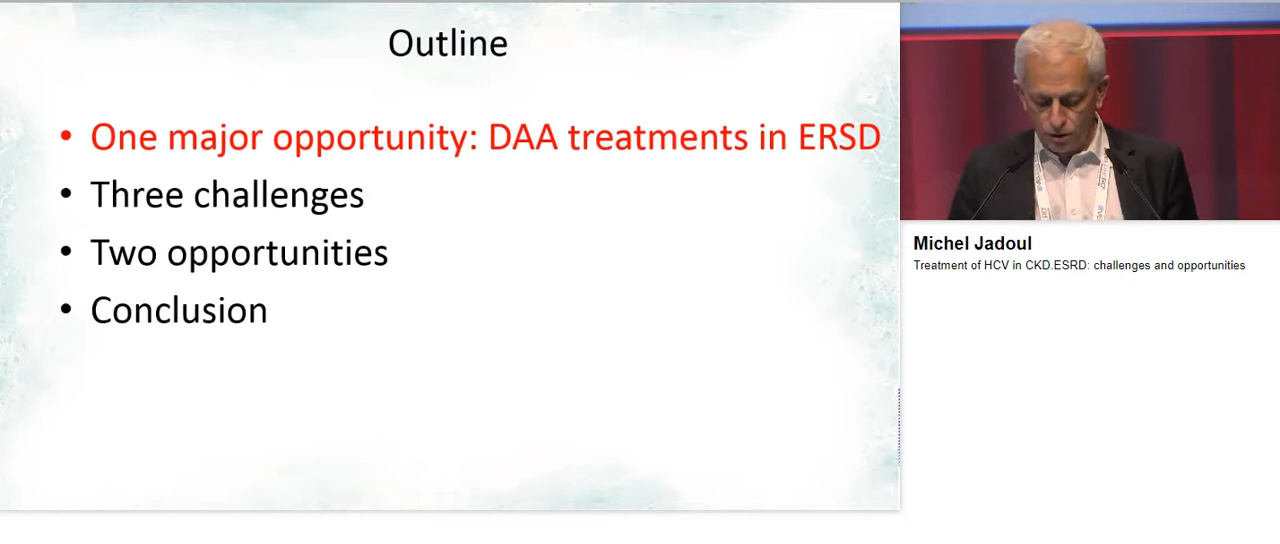 Outline
• One major opportunity: DAA treatments in ERSD
• Three challenges
• Two opportunities
• Conclusion
Michel Jadoul
Treatment of HCV in CKD.ESRD: challenges and opportunities